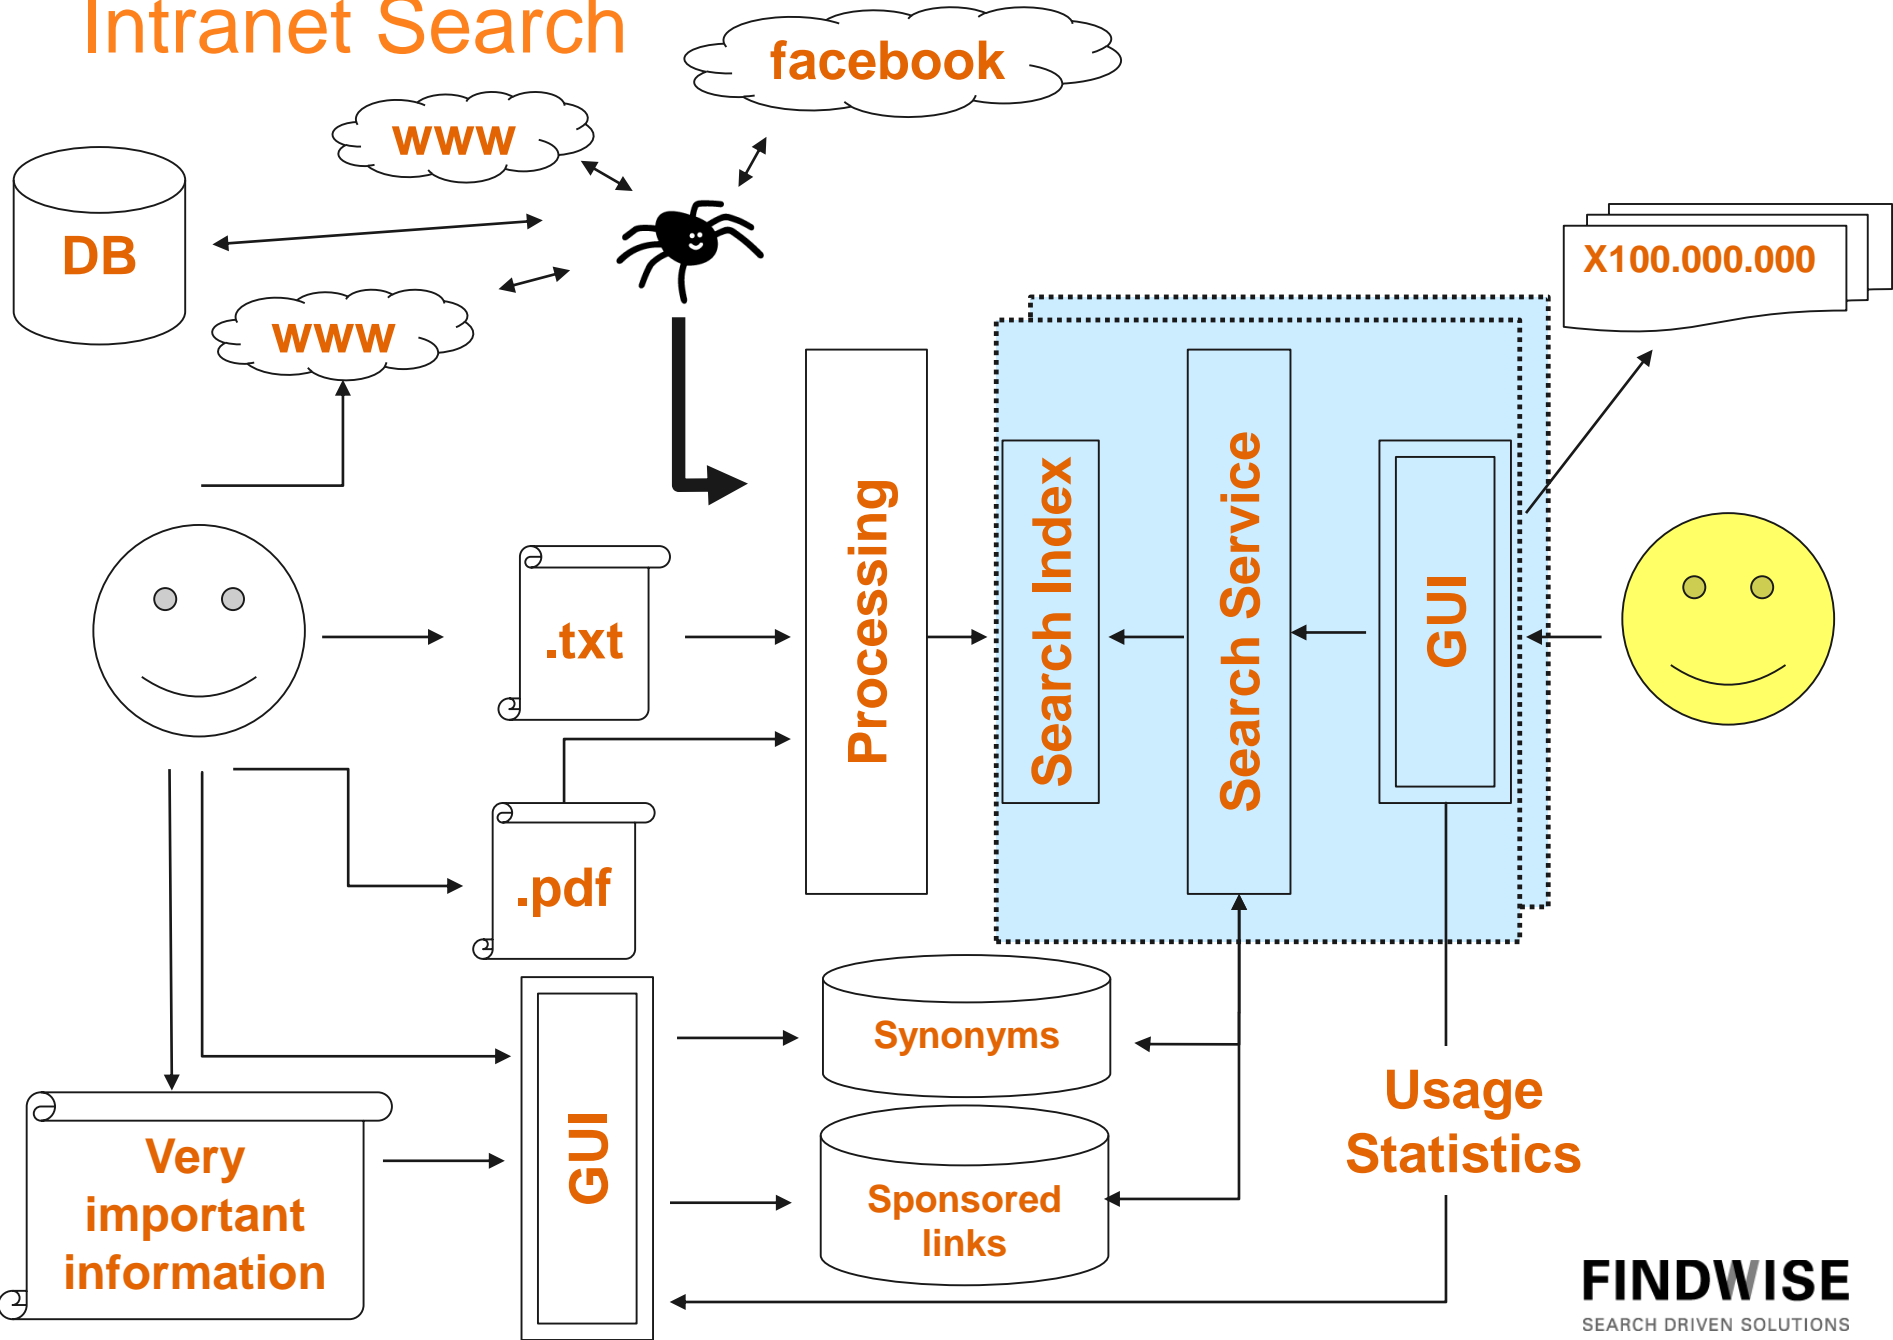 Intranet Search
facebook
www
DB
www
X100.000.000
Processing
Search Index
Search Service
GUI
.txt
.pdf
GUI
Synonyms
Sponsored
links
Usage
Statistics
Very
important
information
FINDWISE
SEARCH DRIVEN SOLUTIONS